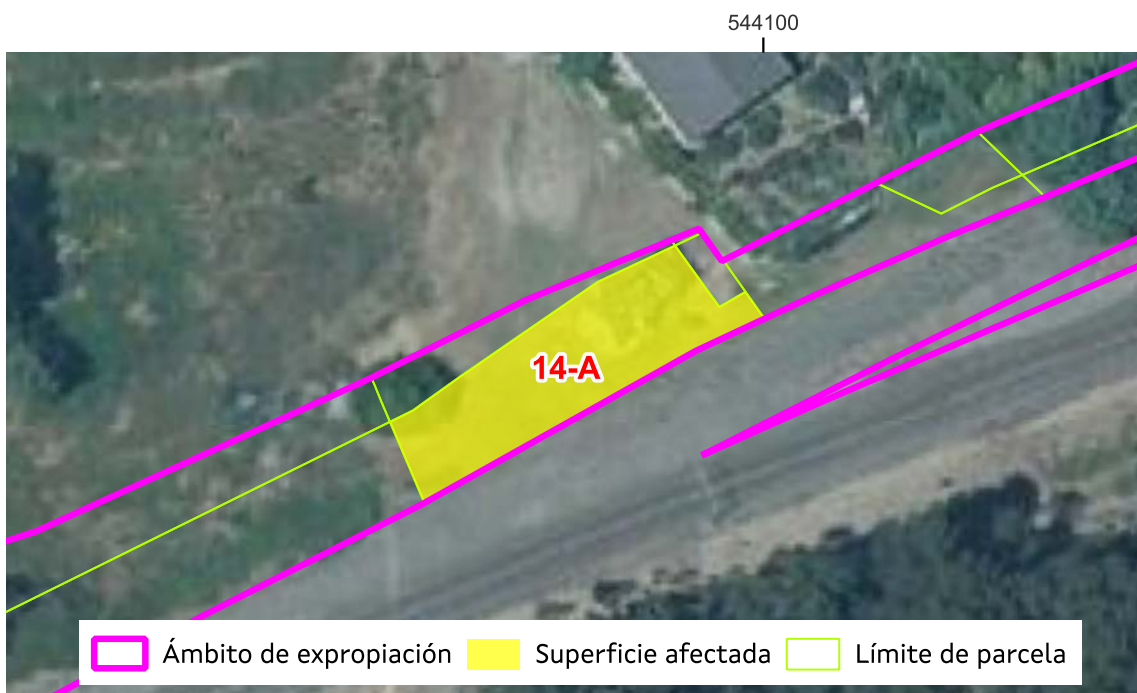 544100
14-A
Ámbito de expropiación Superficie afectada Límite de parcela